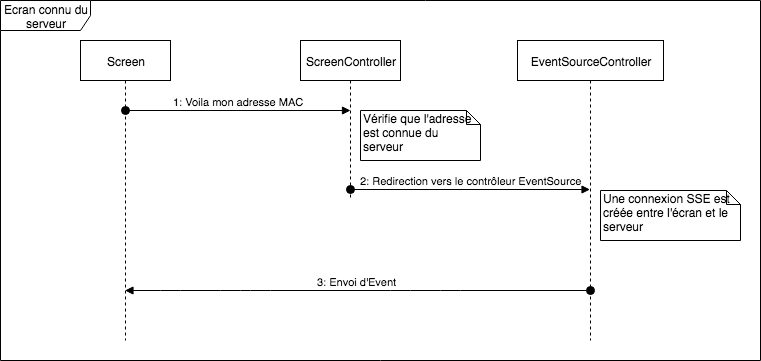 Ecran connu du
serveur
Screen
ScreenController
EventSourceController
1: Voila mon adresse MAC
Vérifie que l'adresse
est connue du
serveur
2: Redirection vers le contrôleur EventSource
Une connexion SSE est
créée entre l'écran et le
serveur
3: Envoi d'Event